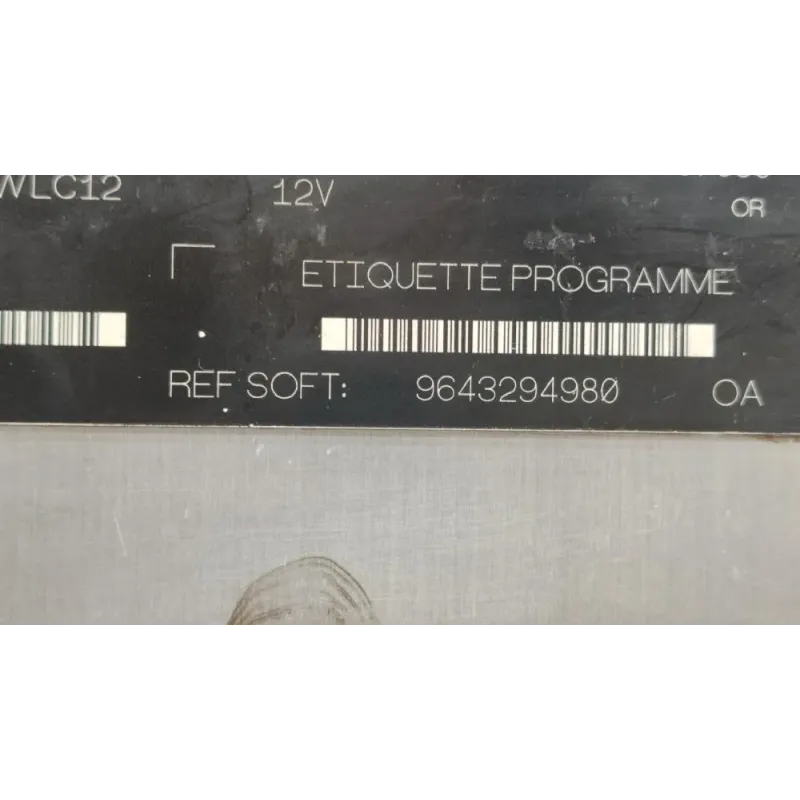 WLC12 12V
OR
ETIQUETTE PROGRAMME
REF SOFT: 9643294980 OA